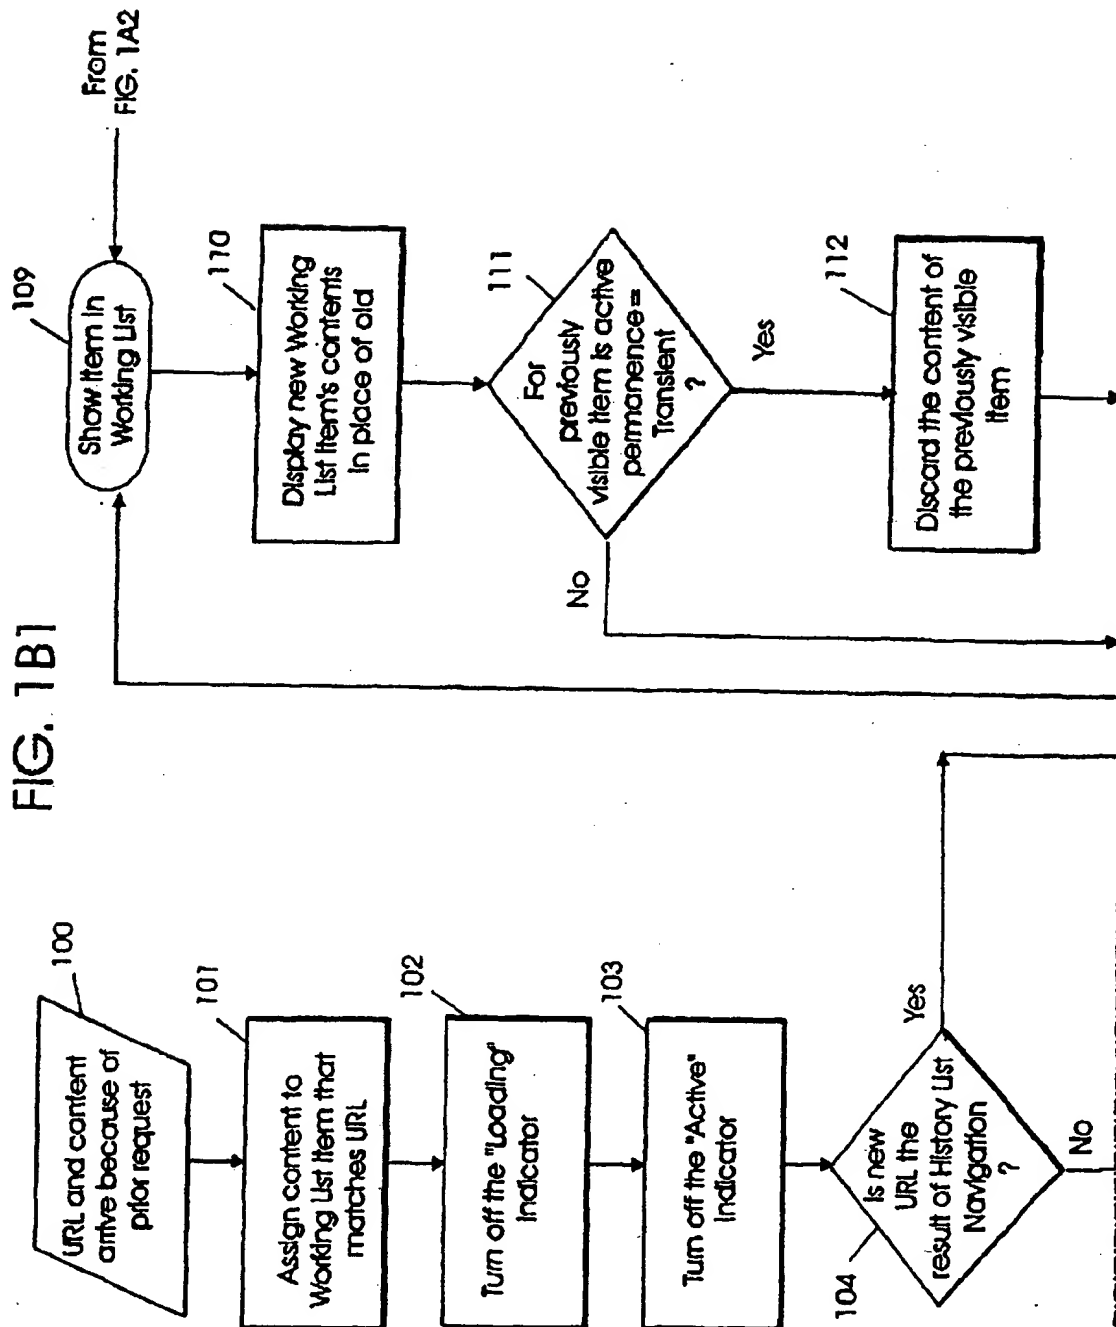 FIG. 1B1
100
URL and content
arrive because of
prior request
101
Assign content to
Working List Item that
matches URL
102
Turn off the "Loading"
Indicator
103
Turn off the "Active"
Indicator
104
Is new
URL the
result of History List
Navigation
?
Yes
No
From
FIG. 1A2
109
Show Item in
Working List
110
Display new Working
List Item's contents
in place of old
111
For
previously
visible item is active
permanence=
Transient
?
No
Yes
112
Discard the content of
the previously visible
item